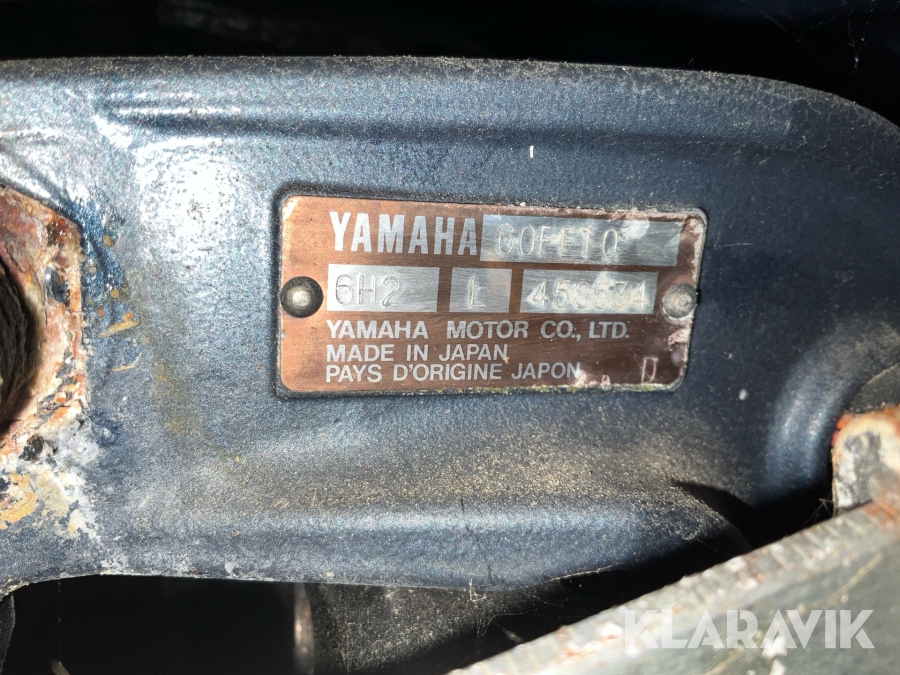 YAMAHA 60FETO
6H2 L 458534
YAMAHA MOTOR CO., LTD.
MADE IN JAPAN
PAYS D'ORIGINE JAPON
KLARAVIK